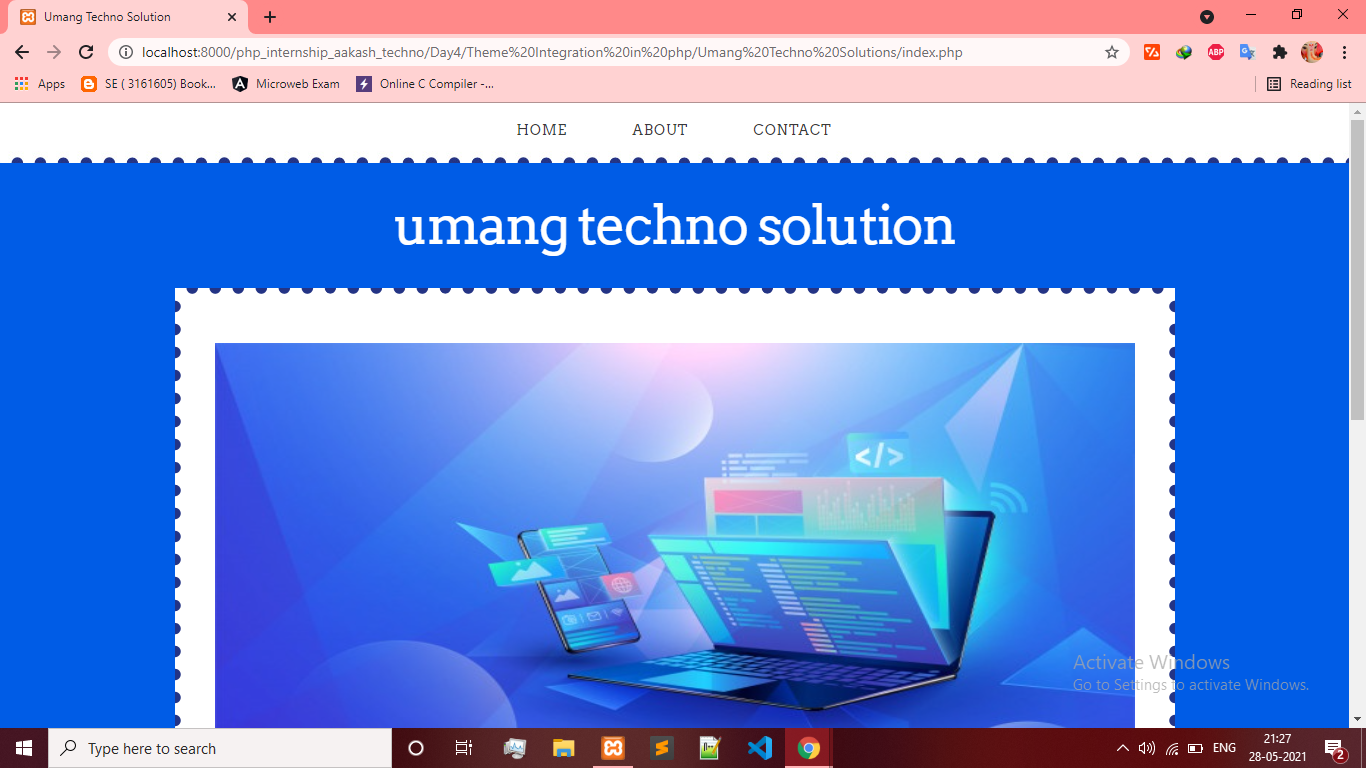 Umang Techno Solution
localhost:8000/php_internship_aakash_techno/Day4/Theme%20Integration%20in%20php/Umang%20Techno%20Solutions/index.php
ABP
Apps
SE ( 3161605) Book...
Microweb Exam
Online C Compiler -...
Reading list
HOME ABOUT CONTACT
umang techno solution
</>
Activate Windows
Go to Settings to activate Windows.
Type here to search
ENG
21:27
28-05-2021
2